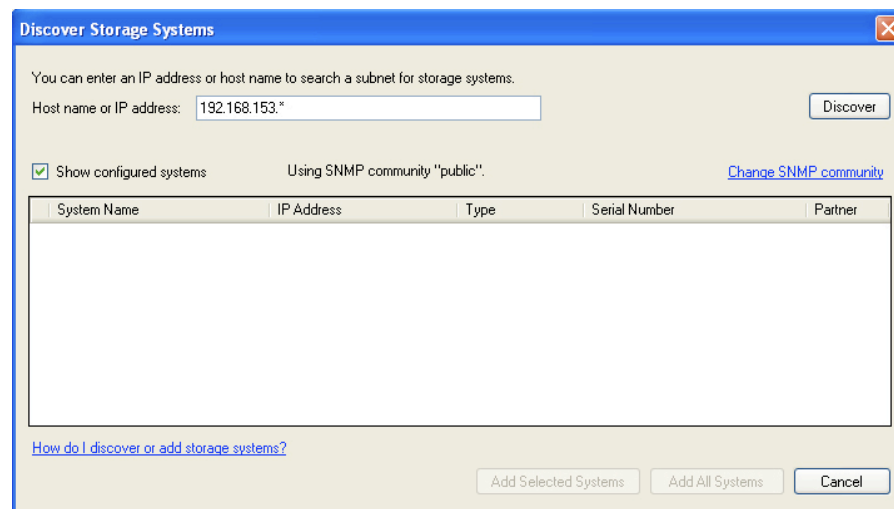 Discover Storage Systems
You can enter an IP address or host name to search a subnet for storage systems.
Host name or IP address: 192.168.153.* Discover
Show configured systems Using SNMP community "public". Change SNMP community
System Name IP Address Type Serial Number Partner
How do I discover or add storage systems?
Add Selected Systems Add All Systems Cancel